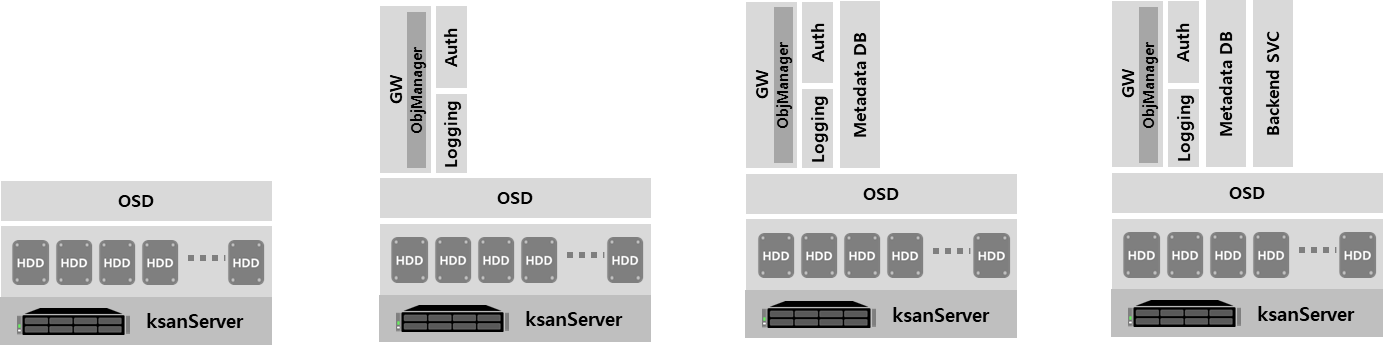 OSD
HDD HDD HDD HDD HDD
ksanServer
GW
ObjManager
Auth
Logging
OSD
HDD HDD HDD HDD HDD
ksanServer
GW
ObjManager
Auth
Logging
Metadata DB
OSD
HDD HDD HDD HDD HDD
ksanServer
GW
ObjManager
Auth
Logging
Metadata DB
Backend SVC
OSD
HDD HDD HDD HDD HDD
ksanServer